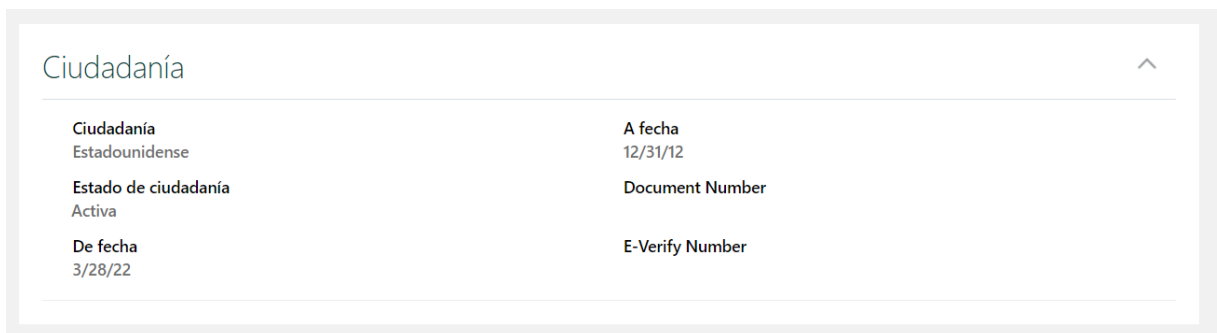 Ciudadanía
Ciudadanía
Estadounidense
Estado de ciudadanía
Activa
De fecha
3/28/22
A fecha
12/31/12
Document Number
E-Verify Number